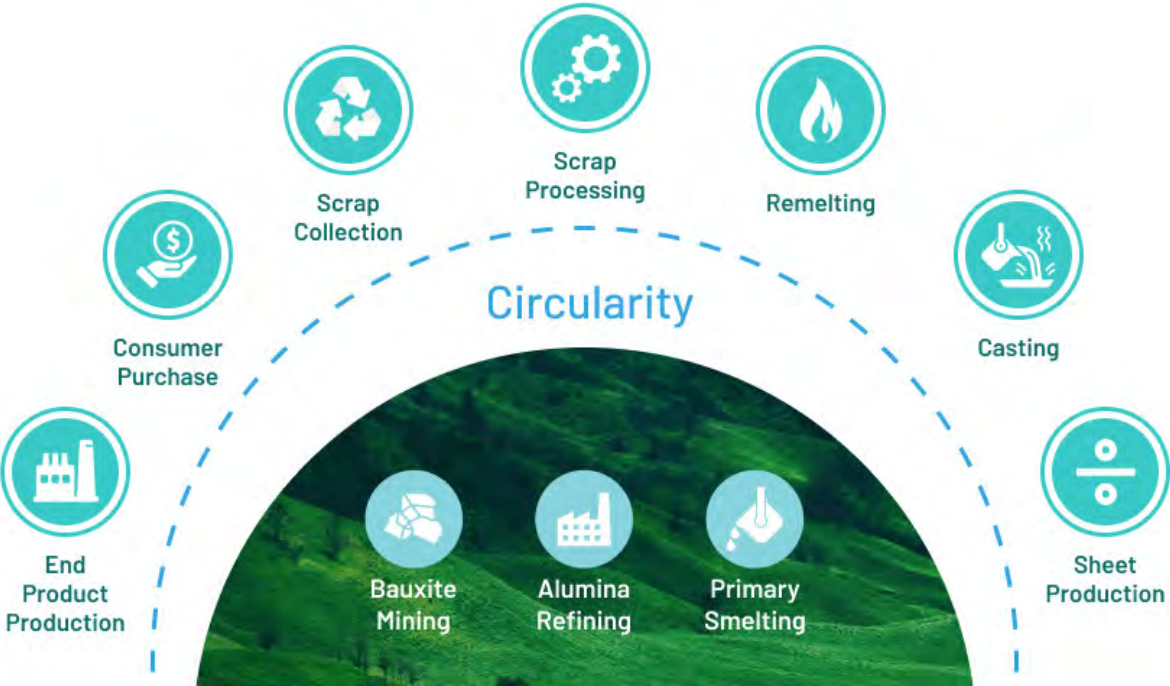 Scrap
Processing
Scrap
Collection
Remelting
Circularity
Consumer
Purchase
Casting
End
Product
Production
Sheet
Production
Bauxite
Mining
Alumina
Refining
Primary
Smelting